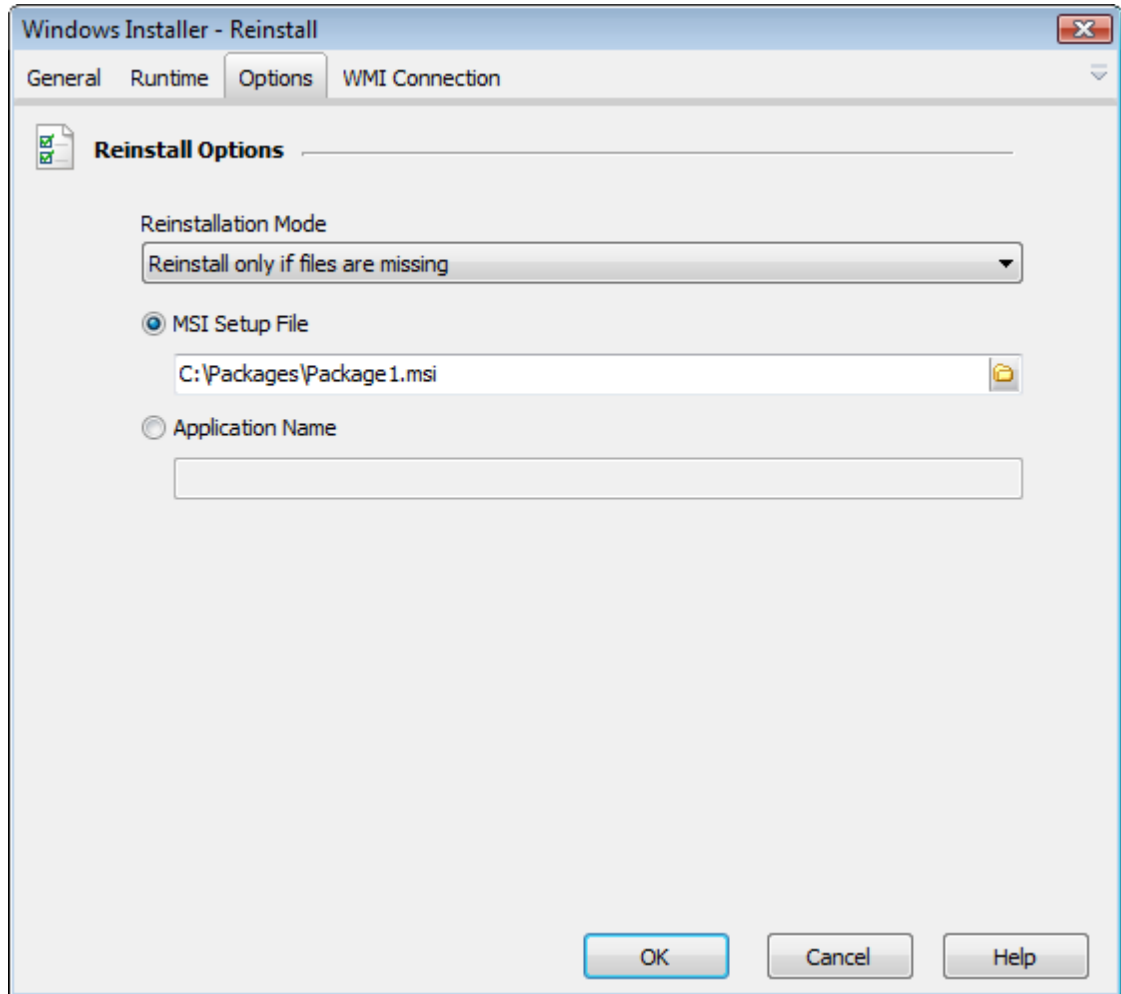 Windows Installer - Reinstall
General Runtime Options WMI Connection
Reinstall Options
Reinstallation Mode
Reinstall only if files are missing
MSI Setup File
C:\Packages\Package1.msi
Application Name
OK Cancel Help